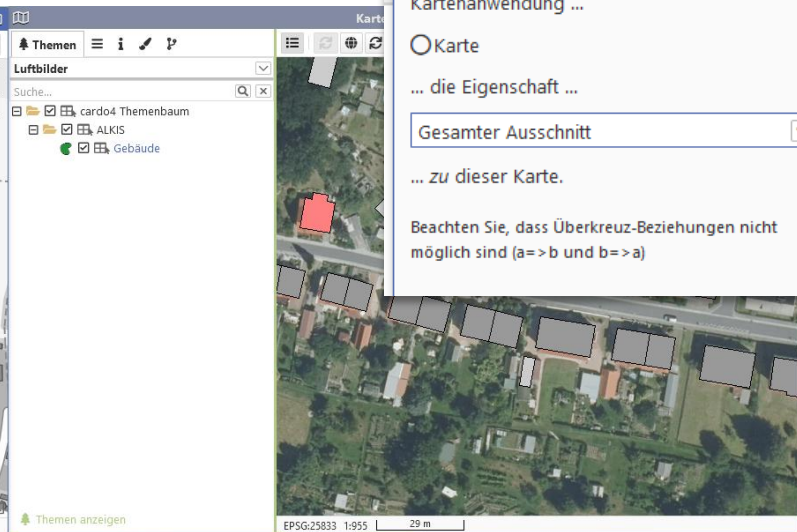 Karte
Themen
Luftbilder
Suche...
cardo4 Themenbaum
ALKIS
Gebäude
Themen anzeigen
Kartenanwendung ...
Karte
... die Eigenschaft ...
Gesamter Ausschnitt
... zu dieser Karte.
Beachten Sie, dass Überkreuz-Beziehungen nicht
möglich sind (a=>b und b=>a)
EPSG:25833 1:955 29 m